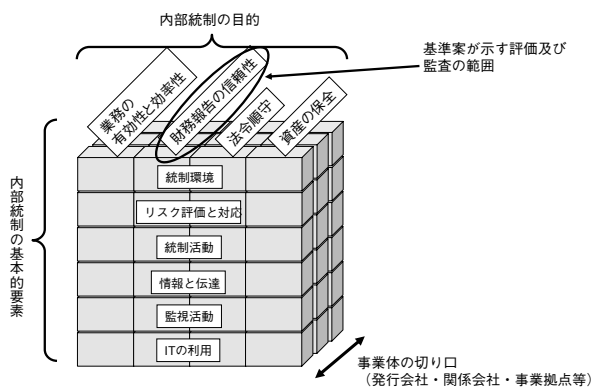 内部統制の目的
基準案が示す評価及び
監査の範囲
業務の
有効性と効率性
財務報告の信頼性
法令順守
資産の保全
内部統制の基本的要素
統制環境
リスク評価と対応
統制活動
情報と伝達
監視活動
ITの利用
事業体の切り口
（発行会社・関係会社・事業拠点等）